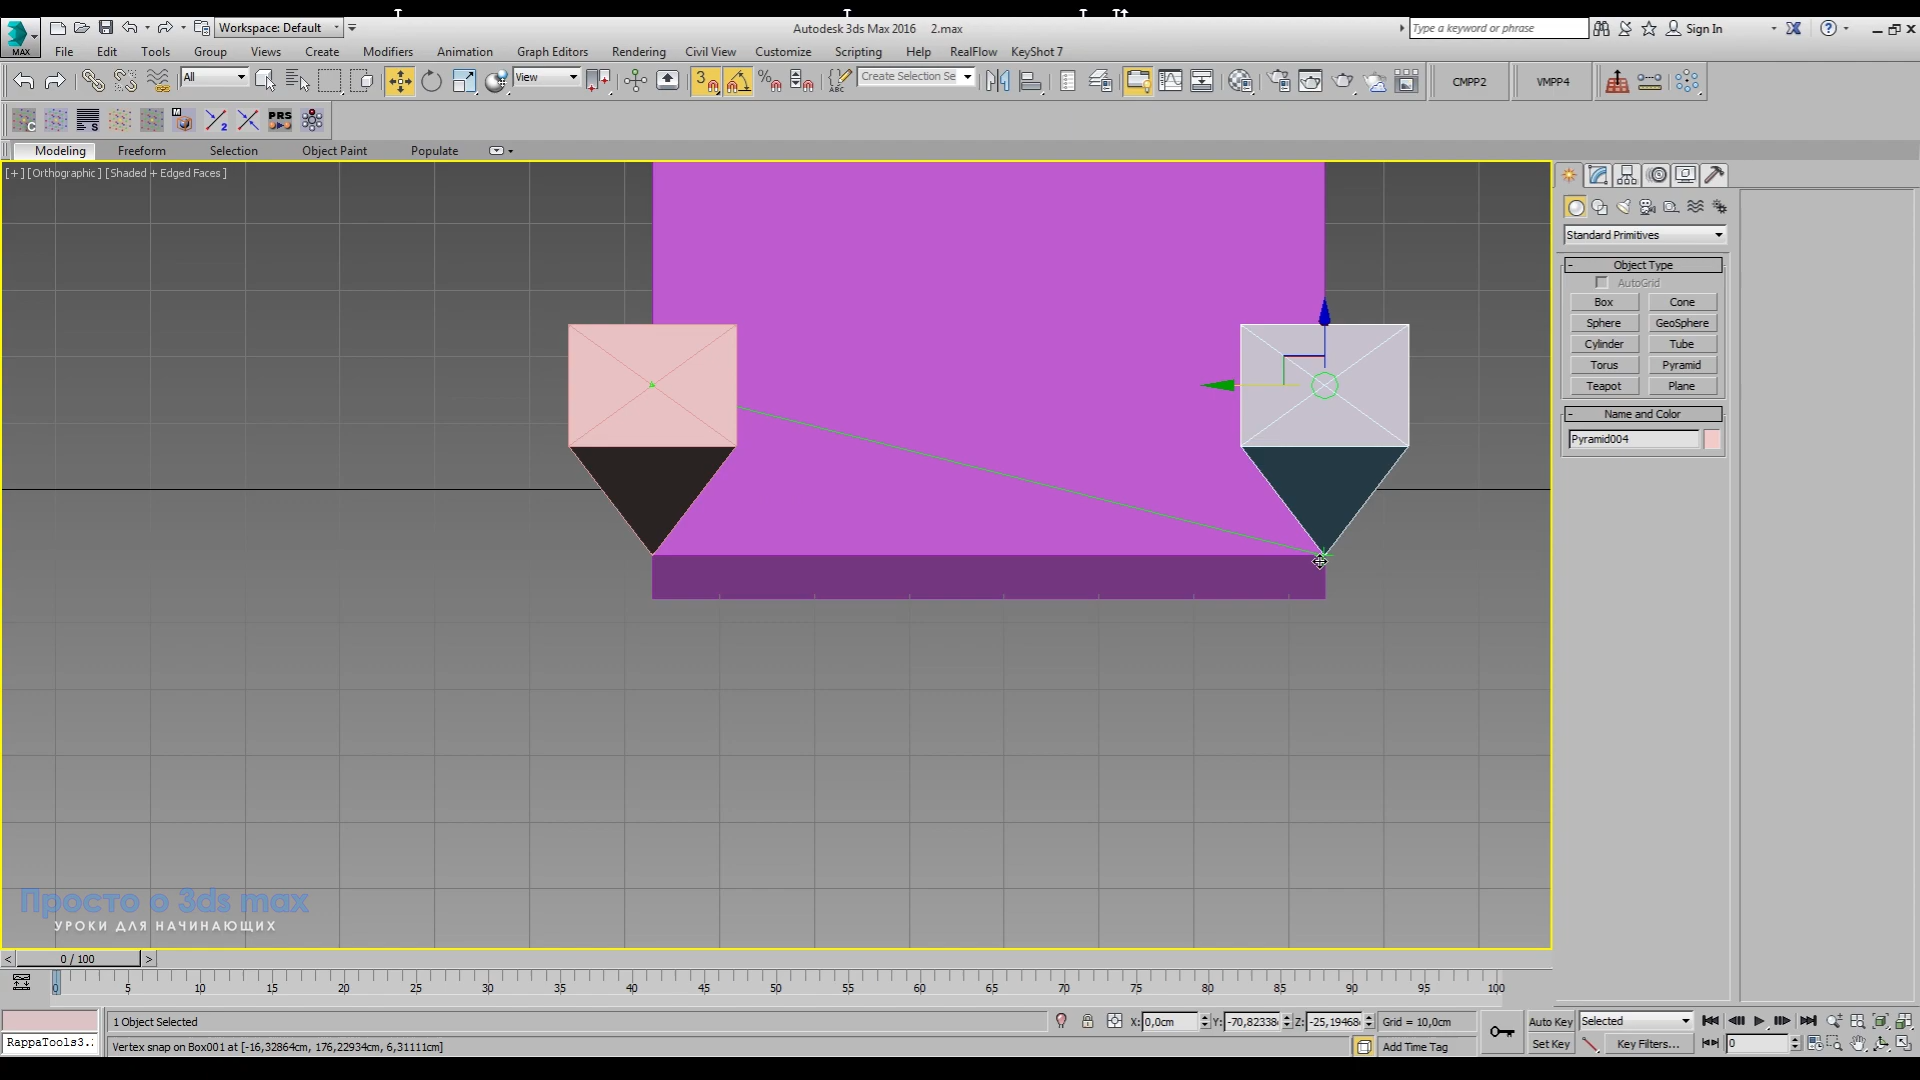 Workspace: Default
Autodesk 3ds Max 2016 2.max
Type a keyword or phrase
Sign In
MAX
File Edit Tools Group Views Create Modifiers Animation Graph Editors Rendering Civil View Customize Scripting Help RealFlow KeyShot 7
All
View
3
ABC
Create Selection Se
CMPP2
VMPP4
C
S
M
2
PRS
Modeling Freeform Selection Object Paint Populate
[+] [Orthographic] [Shaded + Edged Faces]
Standard Primitives
- Object Type
AutoGrid
Box Cone
Sphere GeoSphere
Cylinder Tube
Torus Pyramid
Teapot Plane
- Name and Color
Pyramid004
Просто о 3ds max
УРОКИ ДЛЯ НАЧИНАЮЩИХ
< 0 / 100 >
0 5 10 15 20 25 30 35 40 45 50 55 60 65 70 75 80 85 90 95 100
1 Object Selected
X: 0,0cm Y: -70,82338 Z: -25,19468 Grid = 10,0cm
Auto Key Selected
RappaTools3.
Vertex snap on Box001 at [-16,32864cm, 176,22934cm, 6,31111cm]
Add Time Tag
Set Key Key Filters... 0